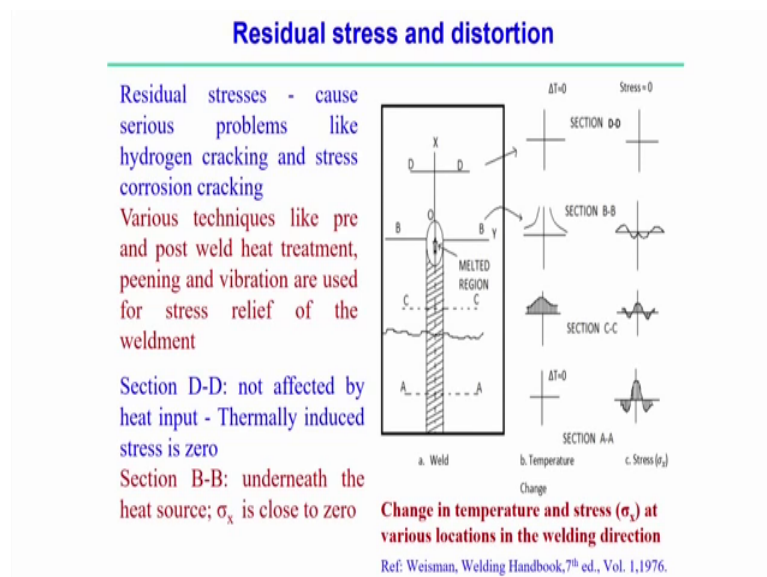 Residual stress and distortion
Residual stresses - cause
serious problems like
hydrogen cracking and stress
corrosion cracking
Various techniques like pre
and post weld heat treatment,
peening and vibration are used
for stress relief of the
weldment
Section D-D: not affected by
heat input - Thermally induced
stress is zero
Section B-B: underneath the
heat source; σx is close to zero
ΔT=0 Stress=0
SECTION D-D
X
D D
O
B B Y
SECTION B-B
MELTED
REGION
C C
SECTION C-C
ΔT=0
A A
SECTION A-A
a. Weld b. Temperature c. Stress (σx)
Change
Change in temperature and stress (σx) at
various locations in the welding direction
Ref: Weisman, Welding Handbook,7th ed., Vol. 1,1976.